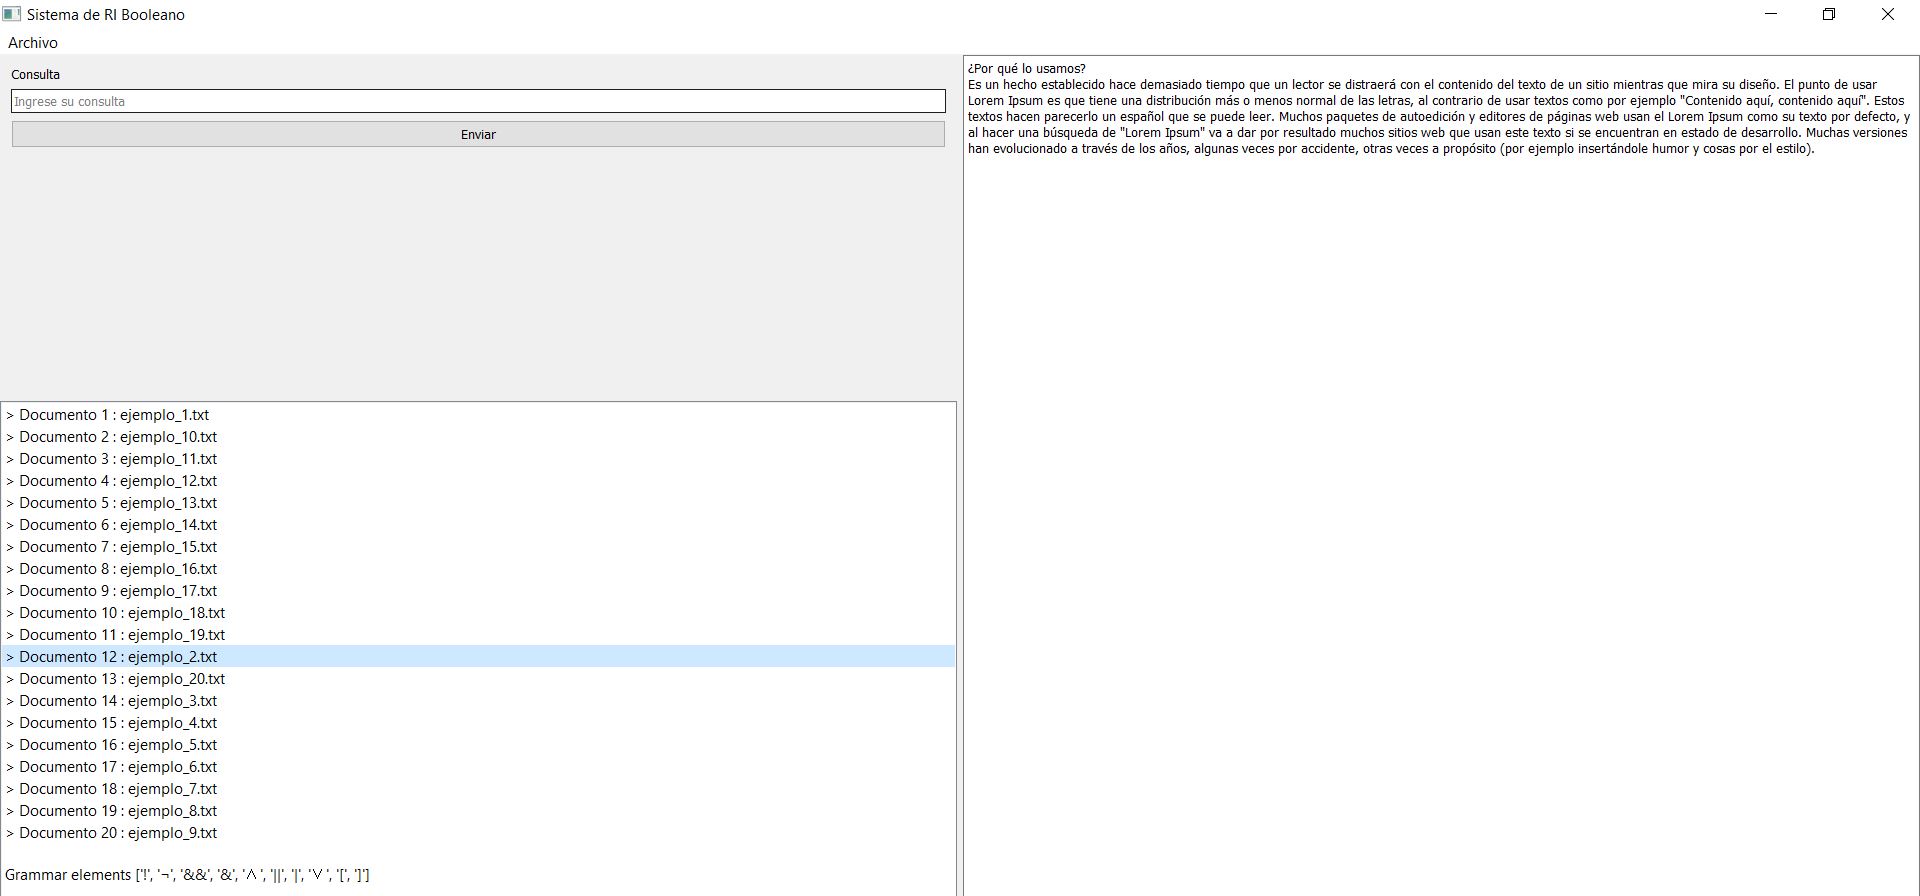 Sistema de RI Booleano
Archivo
Consulta
Ingrese su consulta
Enviar
> Documento 1 : ejemplo_1.txt
> Documento 2 : ejemplo_10.txt
> Documento 3 : ejemplo_11.txt
> Documento 4 : ejemplo_12.txt
> Documento 5 : ejemplo_13.txt
> Documento 6 : ejemplo_14.txt
> Documento 7 : ejemplo_15.txt
> Documento 8 : ejemplo_16.txt
> Documento 9 : ejemplo_17.txt
> Documento 10 : ejemplo_18.txt
> Documento 11 : ejemplo_19.txt
> Documento 12 : ejemplo_2.txt
> Documento 13 : ejemplo_20.txt
> Documento 14 : ejemplo_3.txt
> Documento 15 : ejemplo_4.txt
> Documento 16 : ejemplo_5.txt
> Documento 17 : ejemplo_6.txt
> Documento 18 : ejemplo_7.txt
> Documento 19 : ejemplo_8.txt
> Documento 20 : ejemplo_9.txt
Grammar elements ['!', '¬', '&&', '&', '∧', '||', '|', '∨', '[', ']']
¿Por qué lo usamos?
Es un hecho establecido hace demasiado tiempo que un lector se distraerá con el contenido del texto de un sitio mientras que mira su diseño. El punto de usar
Lorem Ipsum es que tiene una distribución más o menos normal de las letras, al contrario de usar textos como por ejemplo "Contenido aquí, contenido aquí". Estos
textos hacen parecerlo un español que se puede leer. Muchos paquetes de autoedición y editores de páginas web usan el Lorem Ipsum como su texto por defecto, y
al hacer una búsqueda de "Lorem Ipsum" va a dar por resultado muchos sitios web que usan este texto si se encuentran en estado de desarrollo. Muchas versiones
han evolucionado a través de los años, algunas veces por accidente, otras veces a propósito (por ejemplo insertándole humor y cosas por el estilo).